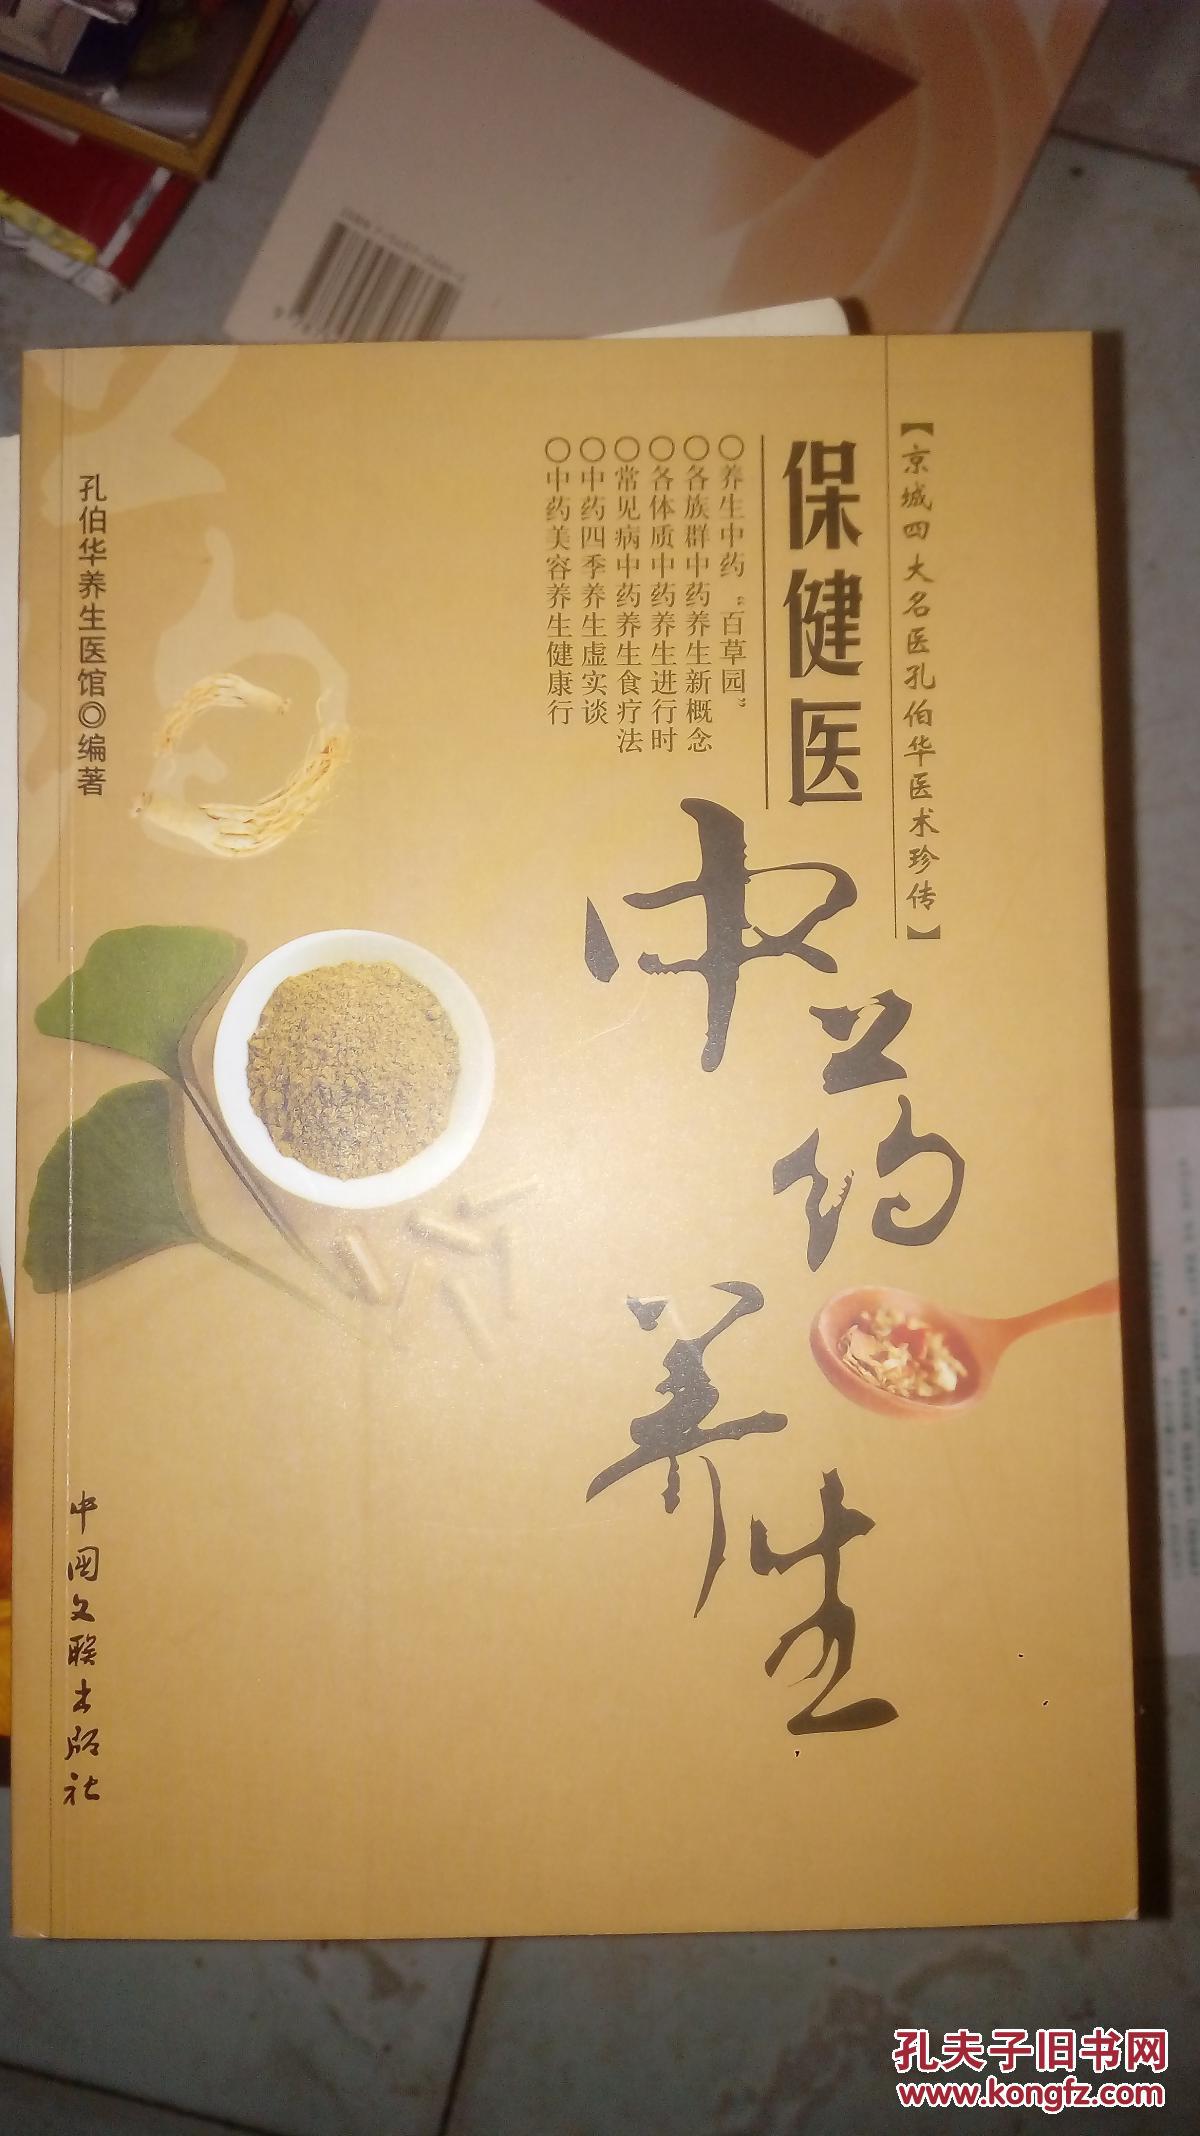 【京城四大名医孔伯华医术珍传】
保健医
中药养生
○养生中药“百草园”
○各族群中药养生新概念
○各体质中药养生进行时
○常见病中药养生食疗法
○中药四季养生虚实谈
○中药美容养生健康行
孔伯华养生医馆◎编著
中国文联出版社
孔夫子旧书网
www.kongfz.com